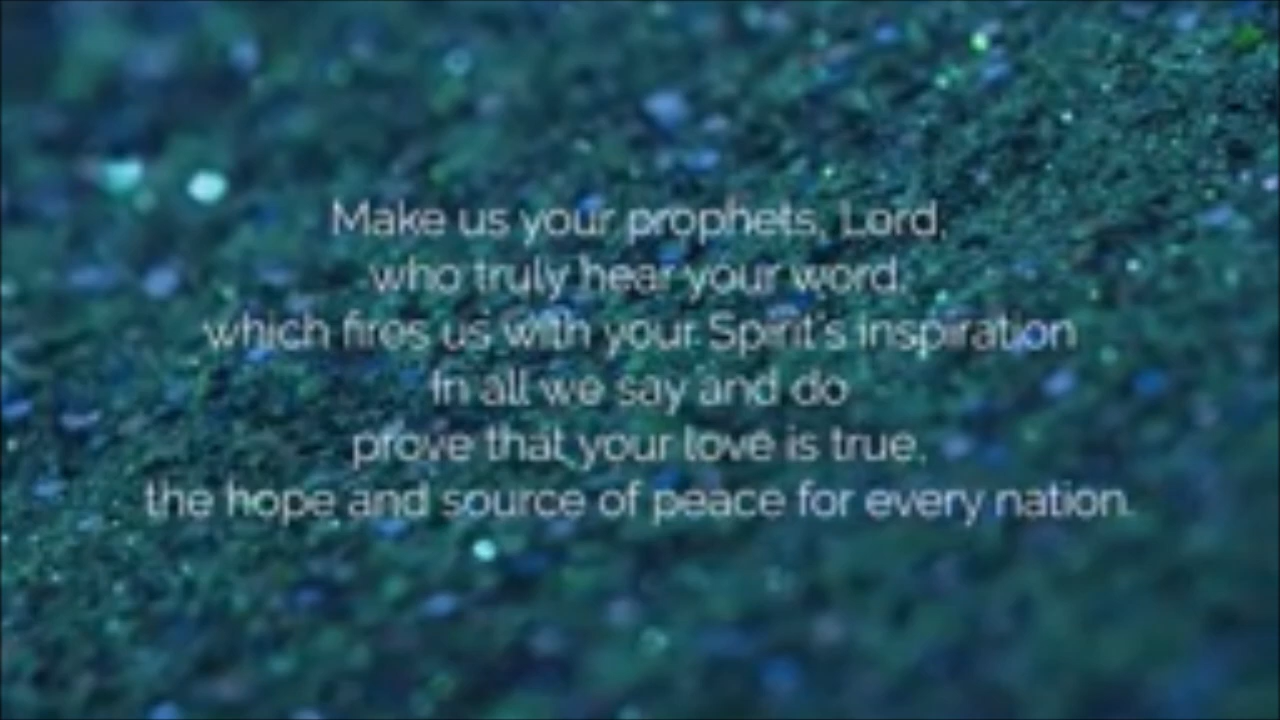 Make us your prophets, Lord,
who truly hear your word,
which fires us with your Spirit's inspiration
In all we say and do
prove that your love is true,
the hope and source of peace for every nation.